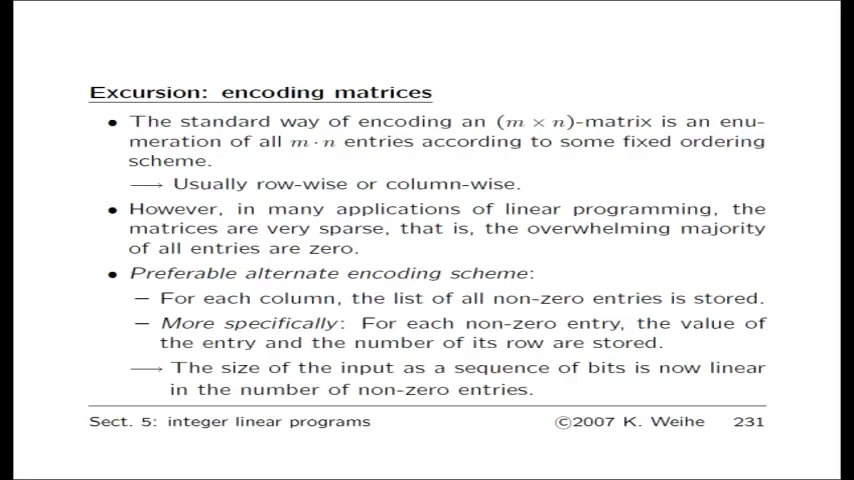 Excursion: encoding matrices
• The standard way of encoding an (m × n)-matrix is an enu-
meration of all m · n entries according to some fixed ordering
scheme.
⟶ Usually row-wise or column-wise.
• However, in many applications of linear programming, the
matrices are very sparse, that is, the overwhelming majority
of all entries are zero.
• Preferable alternate encoding scheme:
– For each column, the list of all non-zero entries is stored.
– More specifically: For each non-zero entry, the value of
the entry and the number of its row are stored.
⟶ The size of the input as a sequence of bits is now linear
in the number of non-zero entries.
Sect. 5: integer linear programs ©2007 K. Weihe 231